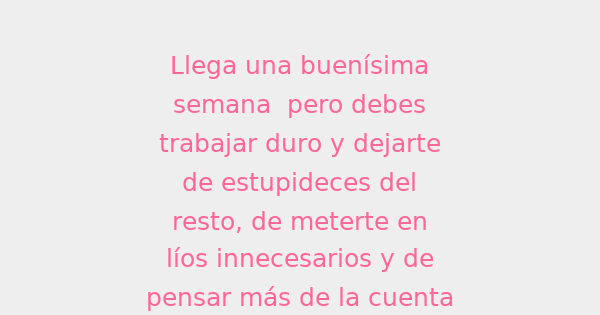 Llega una buenísima
semana  pero debes
trabajar duro y dejarte
de estupideces del
resto, de meterte en
líos innecesarios y de
pensar más de la cuenta